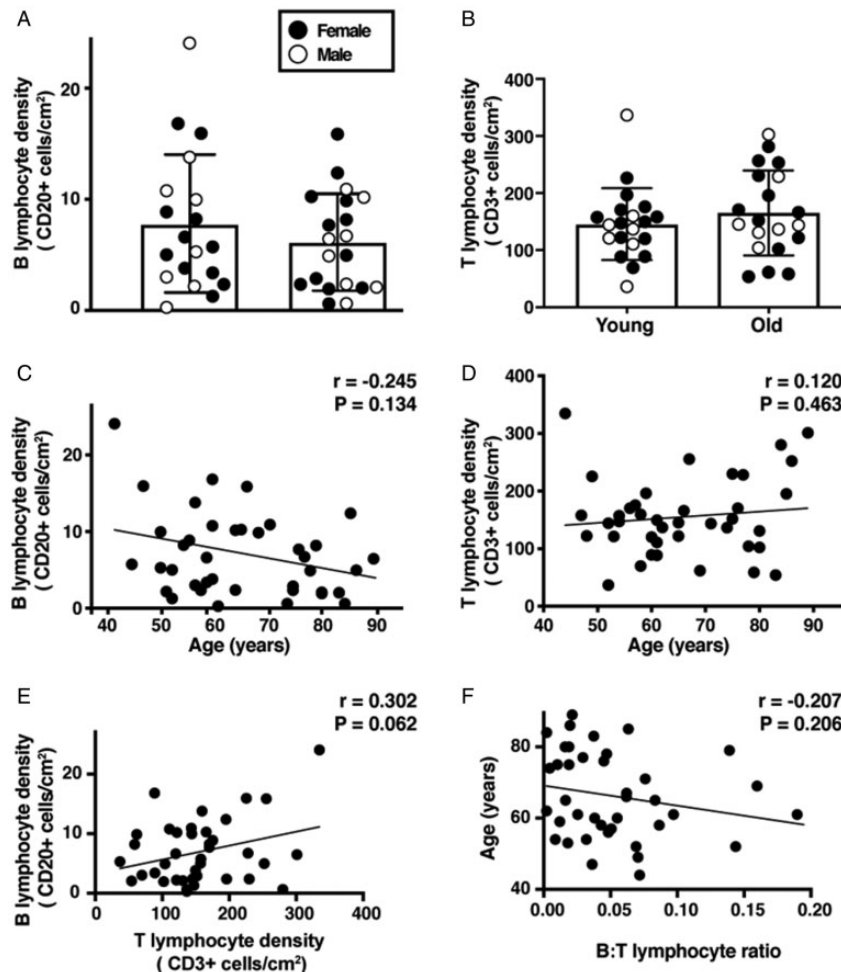 A
B lymphocyte density
( CD20+ cells/cm²)
20
10
0
Female
Male
B
T lymphocyte density
( CD3+ cells/cm²)
400
300
200
100
0
Young
Old
C
r = -0.245
P = 0.134
B lymphocyte density
( CD20+ cells/cm²)
20
10
0
40 50 60 70 80 90
Age (years)
D
r = 0.120
P = 0.463
T lymphocyte density
( CD3+ cells/cm²)
400
300
200
100
0
40 50 60 70 80 90
Age (years)
E
r = 0.302
P = 0.062
B lymphocyte density
( CD20+ cells/cm²)
20
10
0
0 100 200 300 400
T lymphocyte density
( CD3+ cells/cm²)
F
r = -0.207
P = 0.206
Age (years)
80
60
40
0.00 0.05 0.10 0.15 0.20
B:T lymphocyte ratio